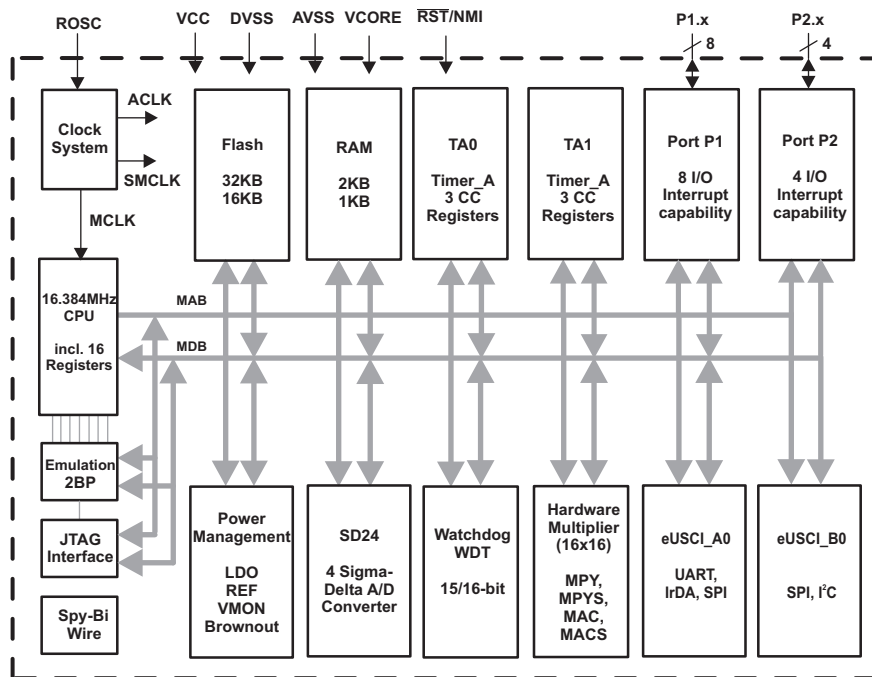 ROSC
VCC
DVSS
AVSS
VCORE
RST/NMI
P1.x
P2.x
8
4
Clock
System
ACLK
SMCLK
MCLK
Flash
32KB
16KB
RAM
2KB
1KB
TA0
Timer_A
3 CC
Registers
TA1
Timer_A
3 CC
Registers
Port P1
8 I/O
Interrupt
capability
Port P2
4 I/O
Interrupt
capability
16.384MHz
CPU
incl. 16
Registers
MAB
MDB
Emulation
2BP
JTAG
Interface
Spy-Bi
Wire
Power
Management
LDO
REF
VMON
Brownout
SD24
4 Sigma-
Delta A/D
Converter
Watchdog
WDT
15/16-bit
Hardware
Multiplier
(16x16)
MPY,
MPYS,
MAC,
MACS
eUSCI_A0
UART,
IrDA, SPI
eUSCI_B0
SPI, I²C